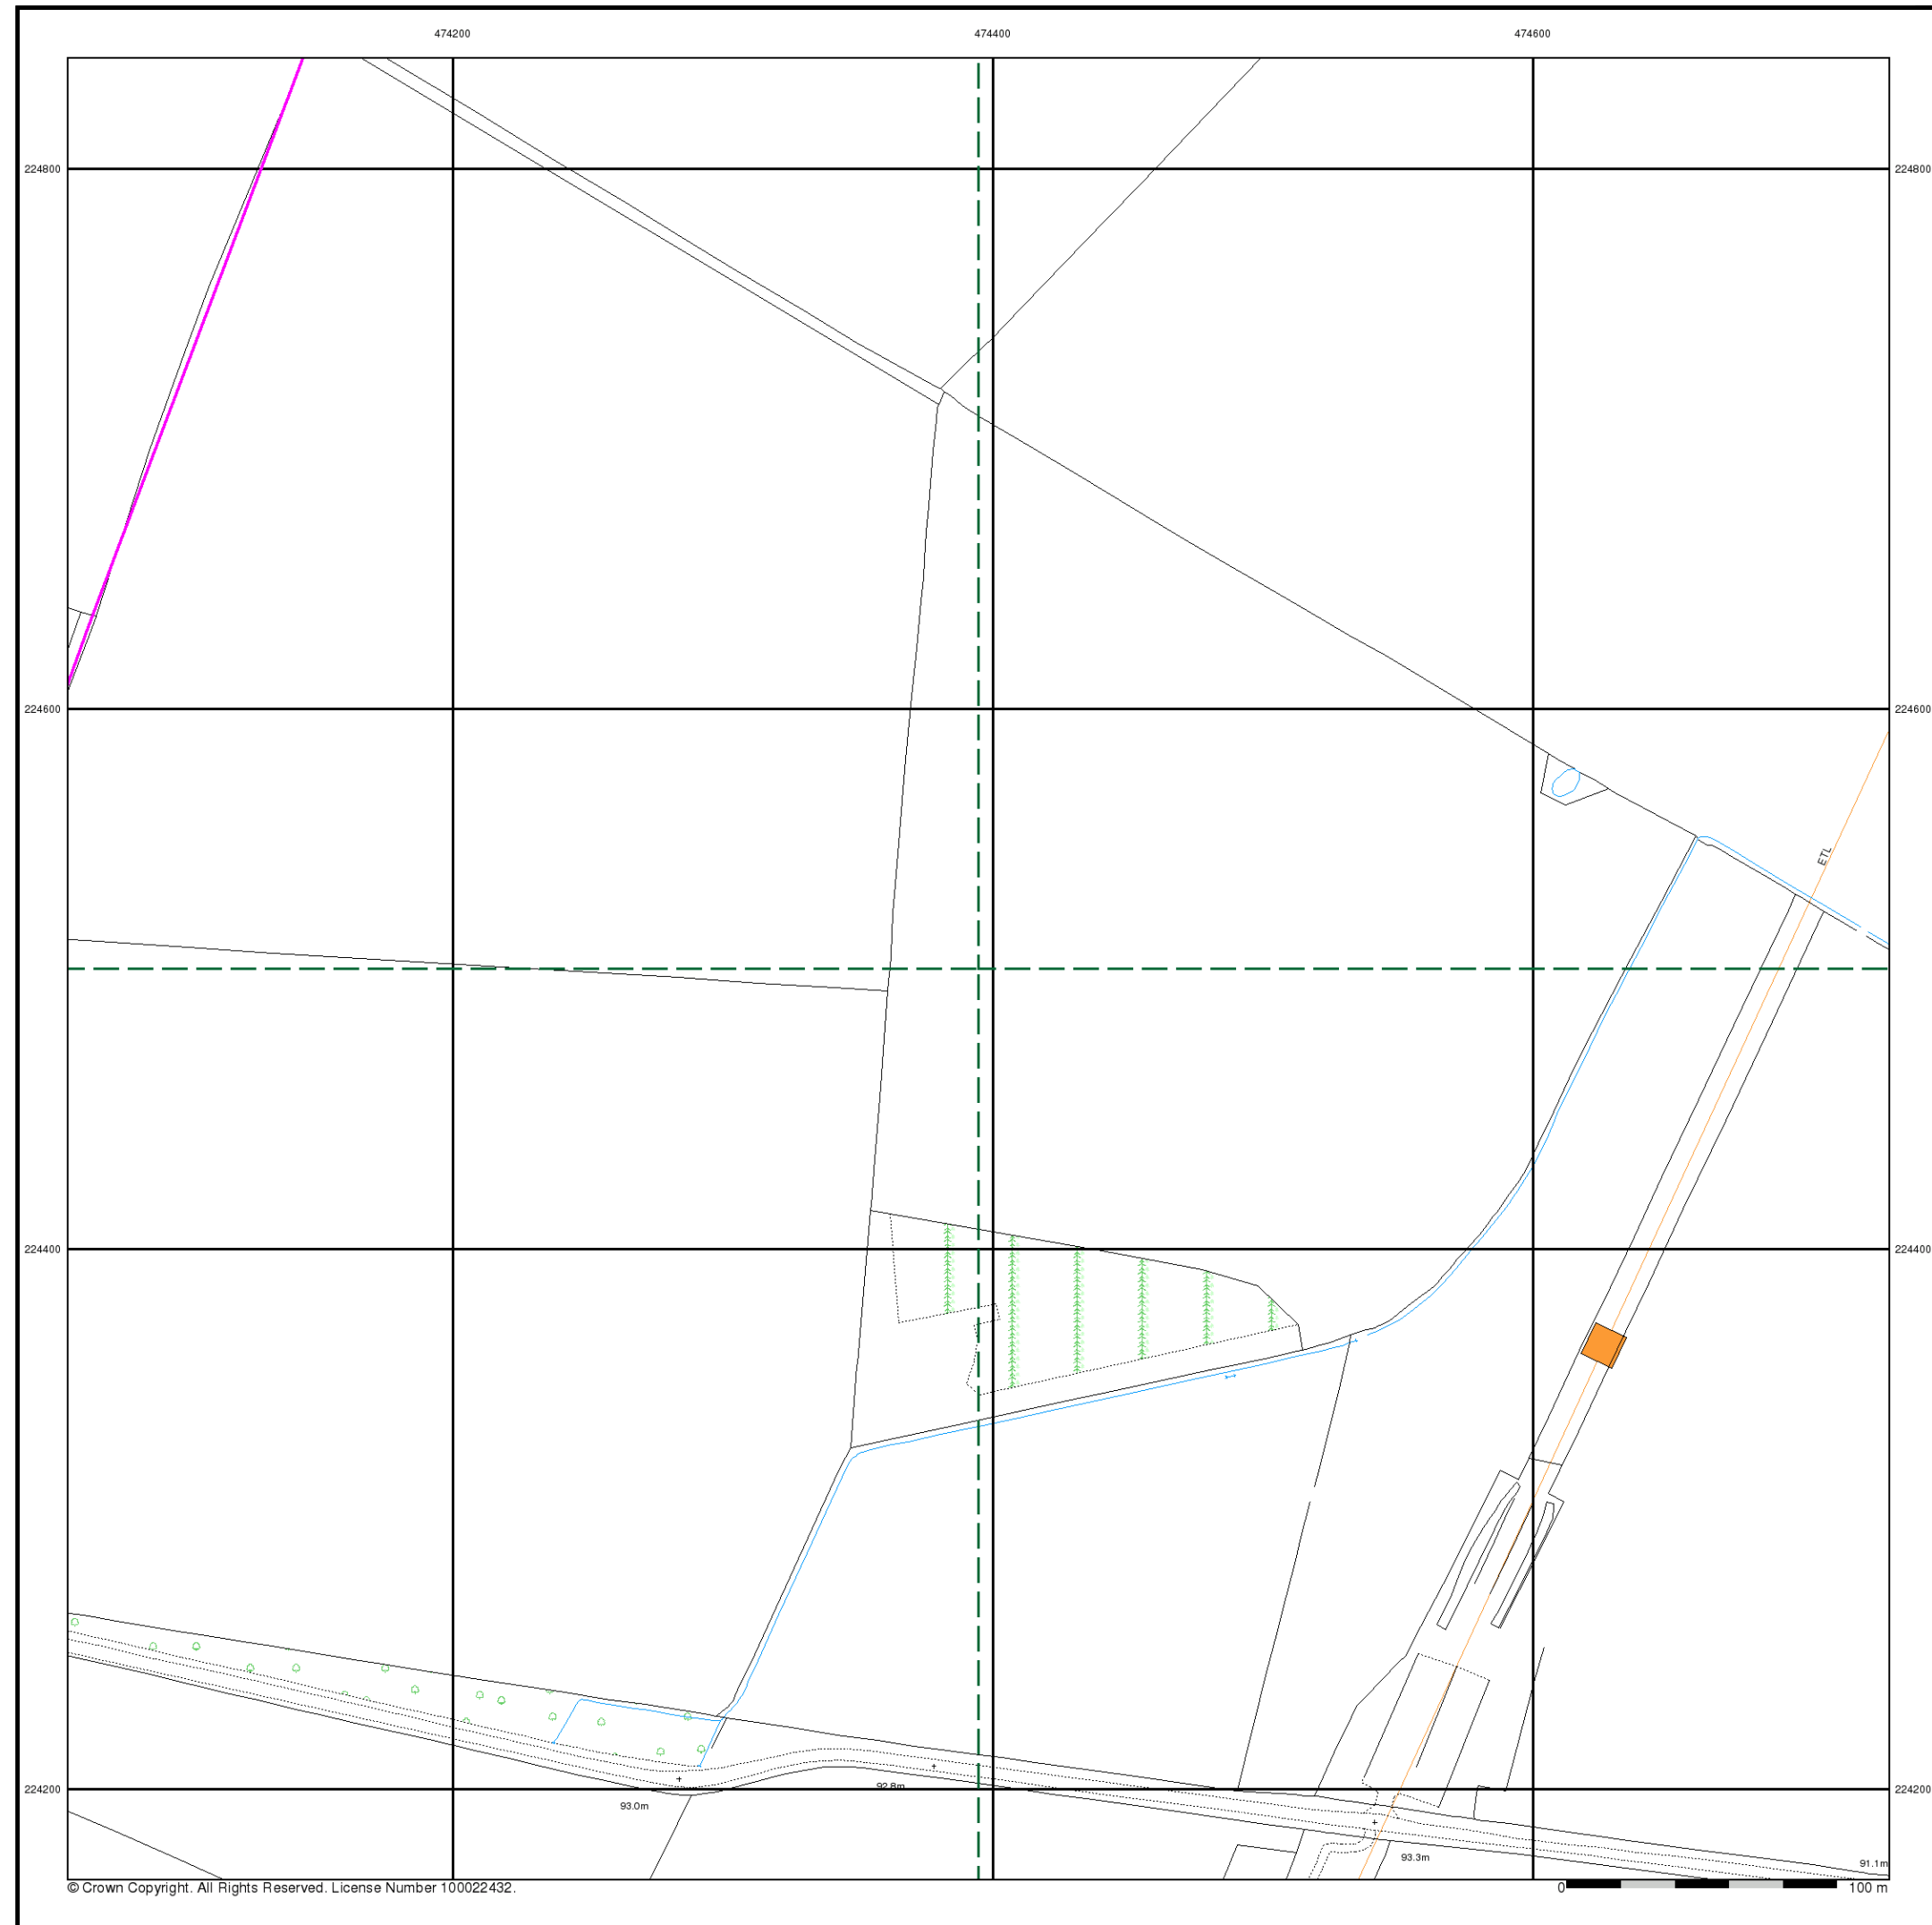 474200 474400 474600
224800 224800
224600 224600
ETL
224400 224400
224200 224200
92.8m
93.0m
93.3m
91.1m
© Crown Copyright. All Rights Reserved. License Number 100022432.
0 100 m